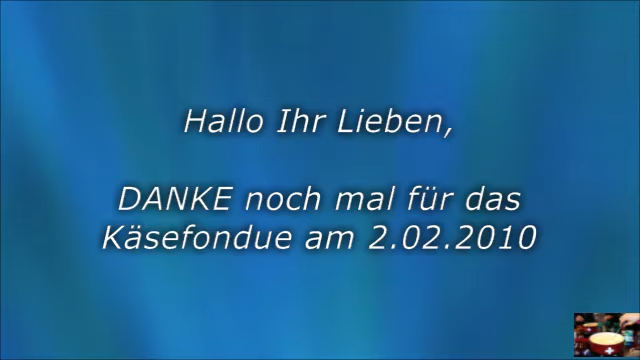 Hallo Ihr Lieben,
DANKE noch mal für das
Käsefondue am 2.02.2010